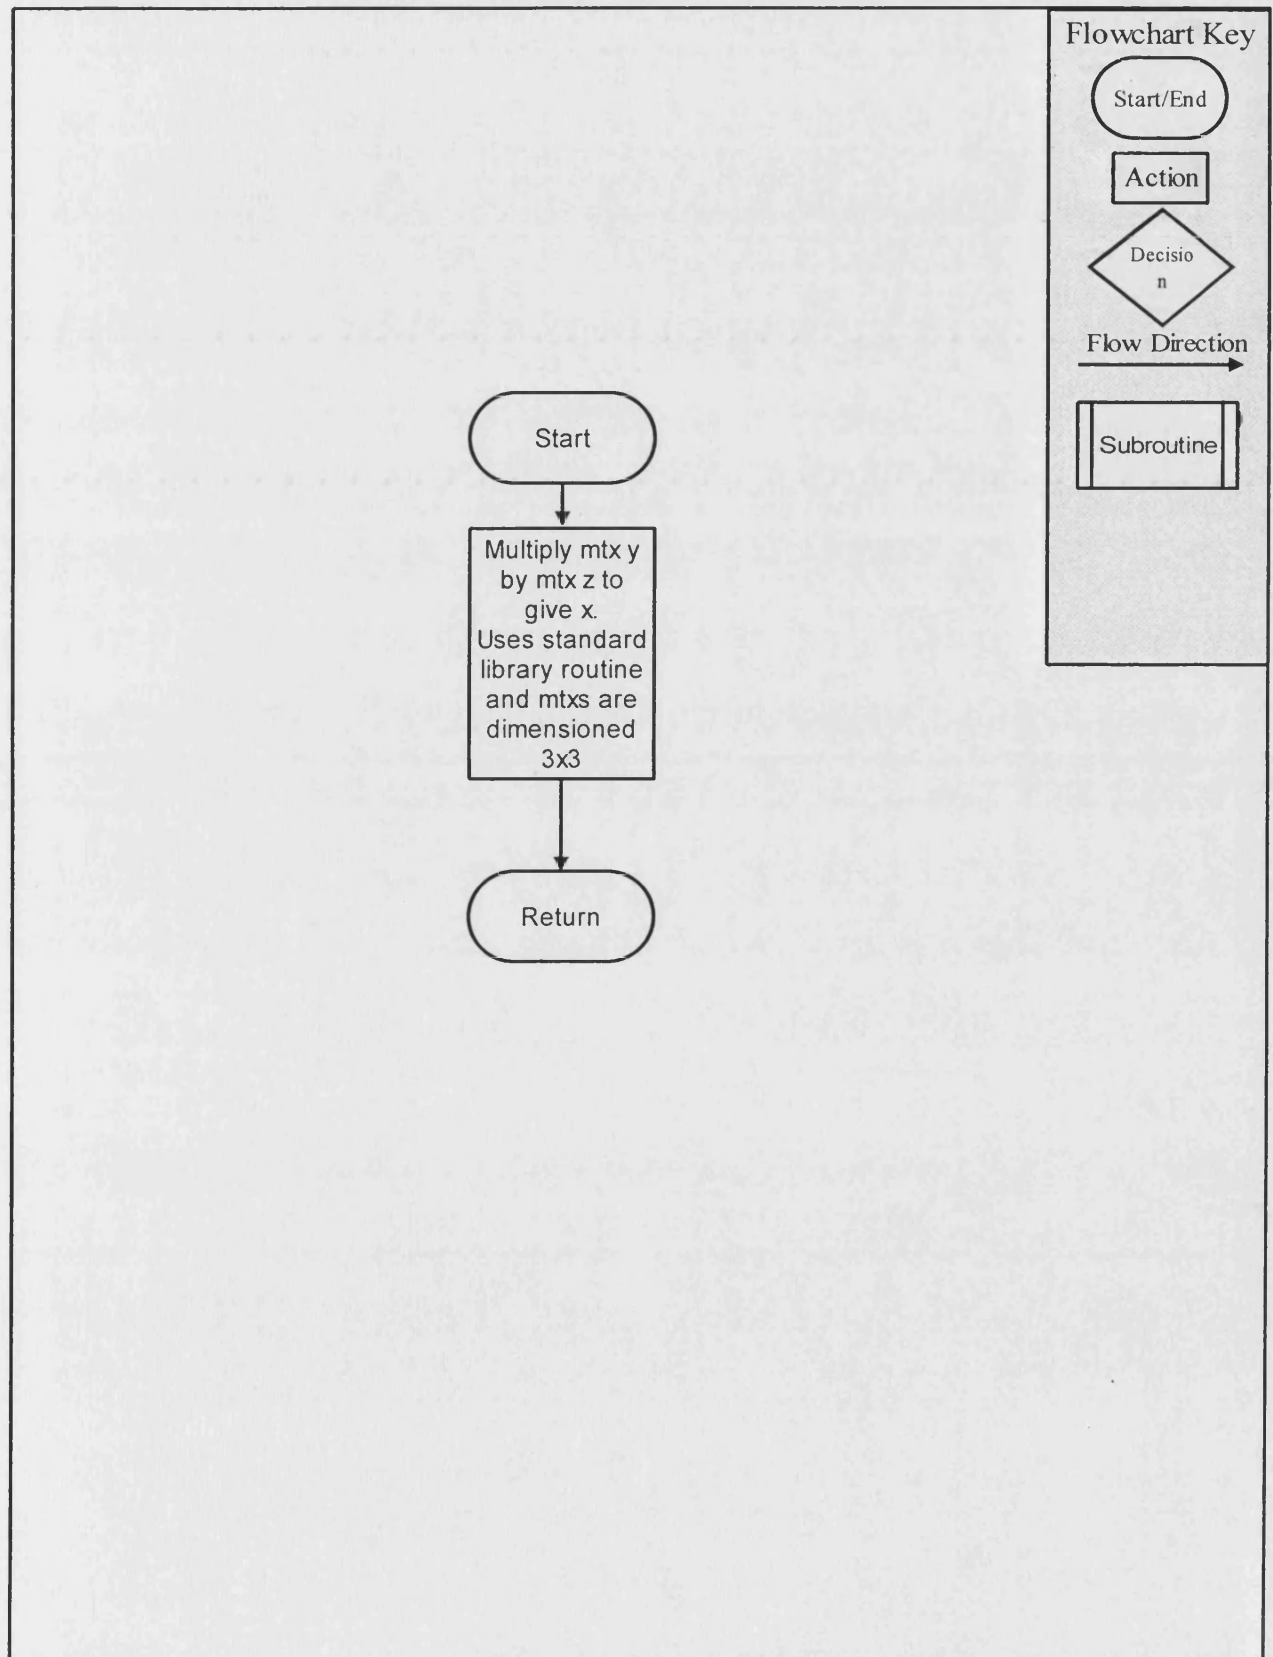 Flowchart Key
Start/End
Action
Decisio
n
Flow Direction
Subroutine
Start
Multiply mtx y
by mtx z to
give x.
Uses standard
library routine
and mtxs are
dimensioned
3x3
Return